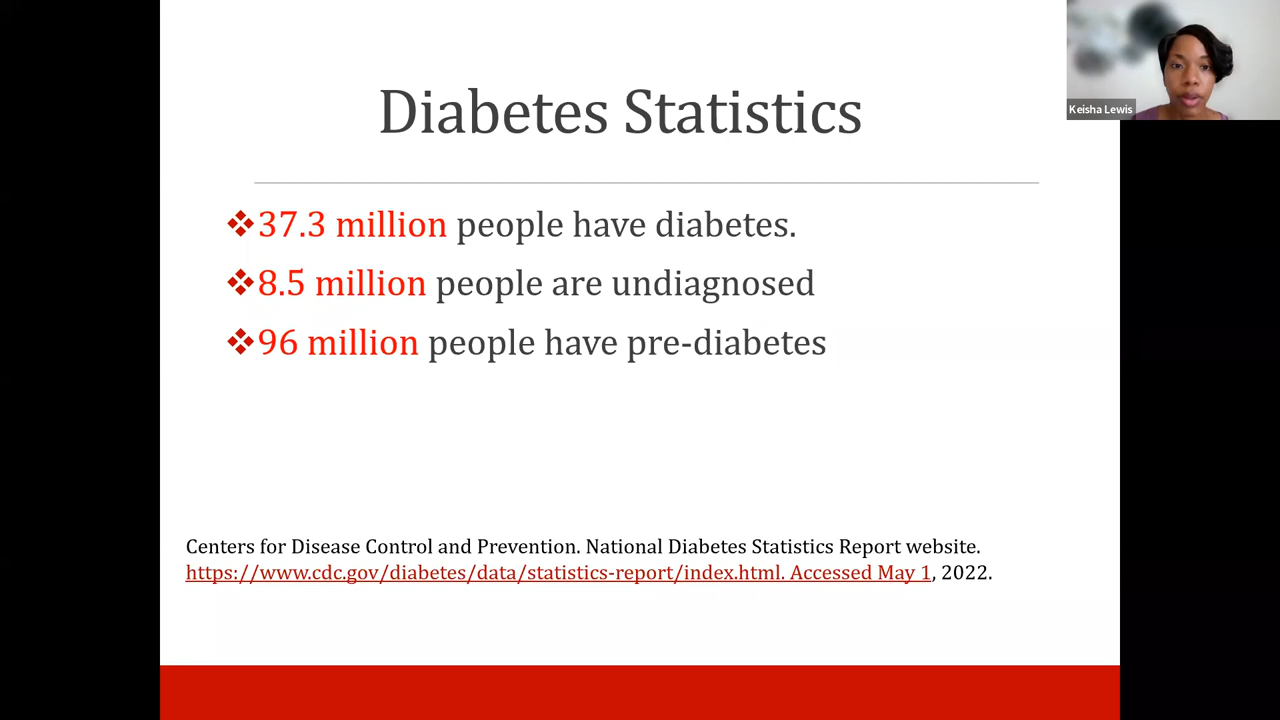 Diabetes Statistics
Keisha Lewis
❖37.3 million people have diabetes.
❖8.5 million people are undiagnosed
❖96 million people have pre-diabetes
Centers for Disease Control and Prevention. National Diabetes Statistics Report website.
https://www.cdc.gov/diabetes/data/statistics-report/index.html. Accessed May 1, 2022.